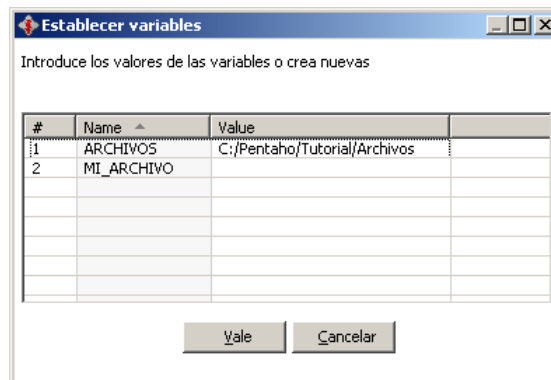 Establecer variables
Introduce los valores de las variables o crea nuevas
# Name Value
1 ARCHIVOS C:/Pentaho/Tutorial/Archivos
2 MI_ARCHIVO
Vale Cancelar